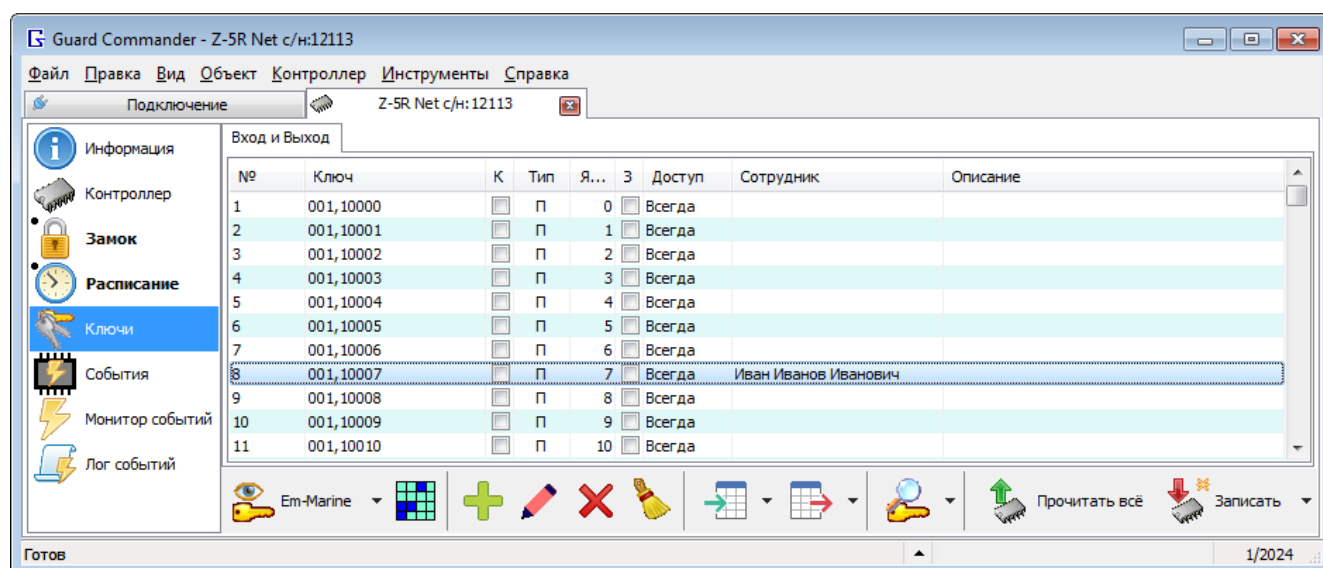 Guard Commander - Z-5R Net с/н:12113
Файл Правка Вид Объект Контроллер Инструменты Справка
Подключение Z-5R Net с/н:12113
Информация
Контроллер
Замок
Расписание
Ключи
События
Монитор событий
Лог событий
Вход и Выход
№ Ключ К Тип Я... З Доступ Сотрудник Описание
1 001,10000 П 0 Всегда
2 001,10001 П 1 Всегда
3 001,10002 П 2 Всегда
4 001,10003 П 3 Всегда
5 001,10004 П 4 Всегда
6 001,10005 П 5 Всегда
7 001,10006 П 6 Всегда
8 001,10007 П 7 Всегда Иван Иванов Иванович
9 001,10008 П 8 Всегда
10 001,10009 П 9 Всегда
11 001,10010 П 10 Всегда
Em-Marine Прочитать всё Записать
Готов 1/2024